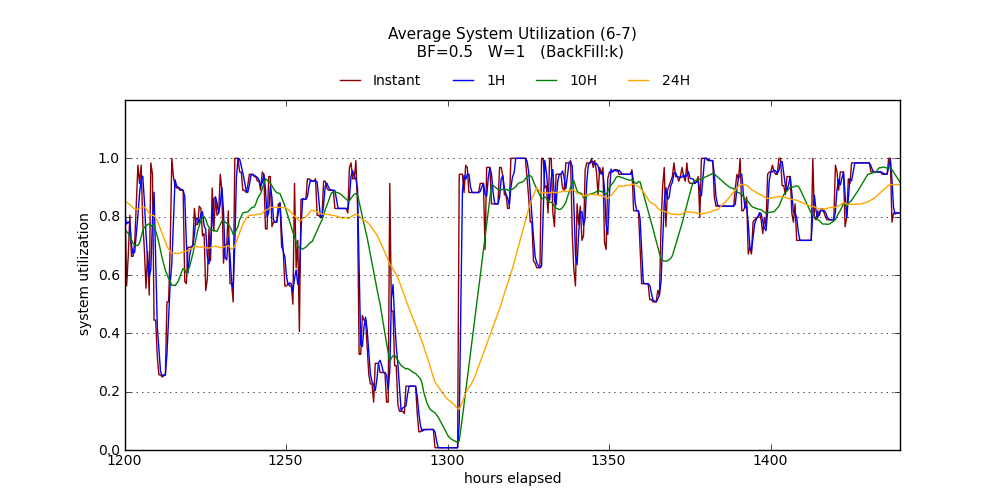 Average System Utilization (6-7)
BF=0.5 W=1 (BackFill:k)
Instant 1H 10H 24H
system utilization
1.0
0.8
0.6
0.4
0.2
0.0
1200 1250 1300 1350 1400
hours elapsed